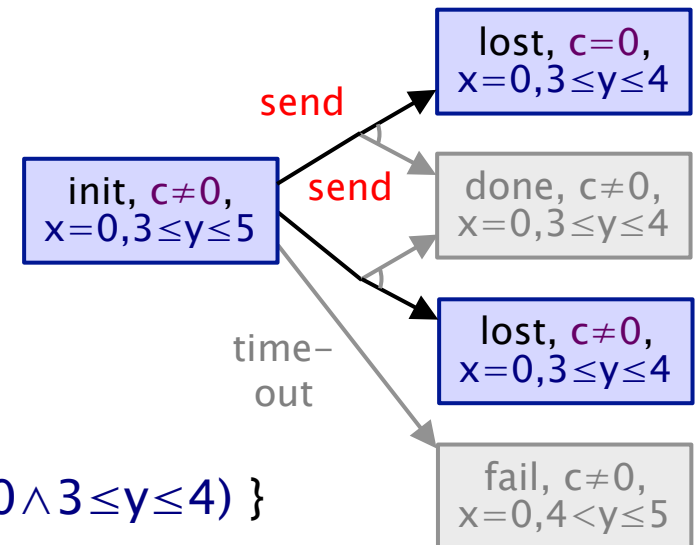 lost, c=0,
x=0,3≤y≤4
send
init, c≠0,
x=0,3≤y≤5
send
done, c≠0,
x=0,3≤y≤4
lost, c≠0,
x=0,3≤y≤4
time-
out
fail, c≠0,
x=0,4<y≤5
0∧3≤y≤4) }